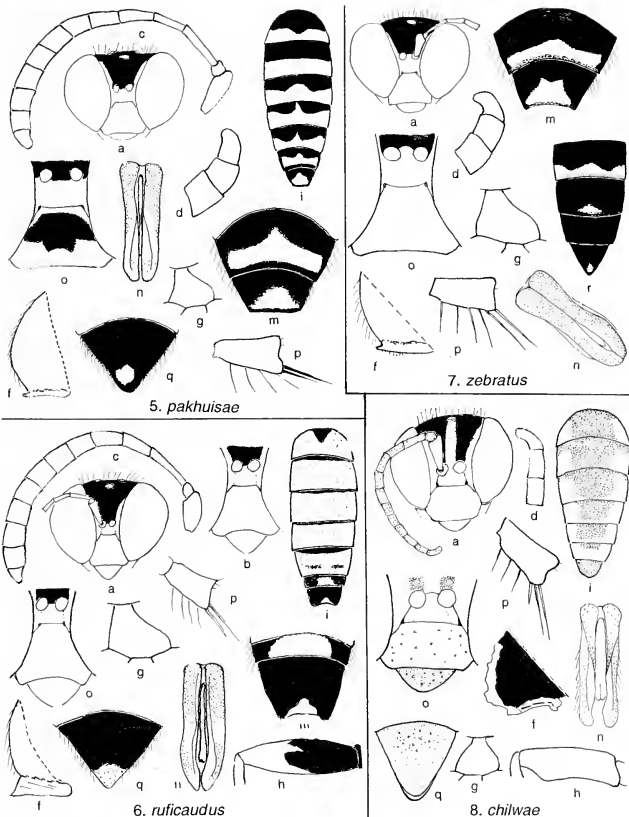 c
a
i
d
o
n
g
m
f
q
p
5. pakhuisae
a
m
d
o
g
r
f
p
n
7. zebratus
c
b
a
i
p
o
g
m
f
q
n
h
6. ruficaudus
a
d
i
p
o
f
n
q
g
h
8. chilwae